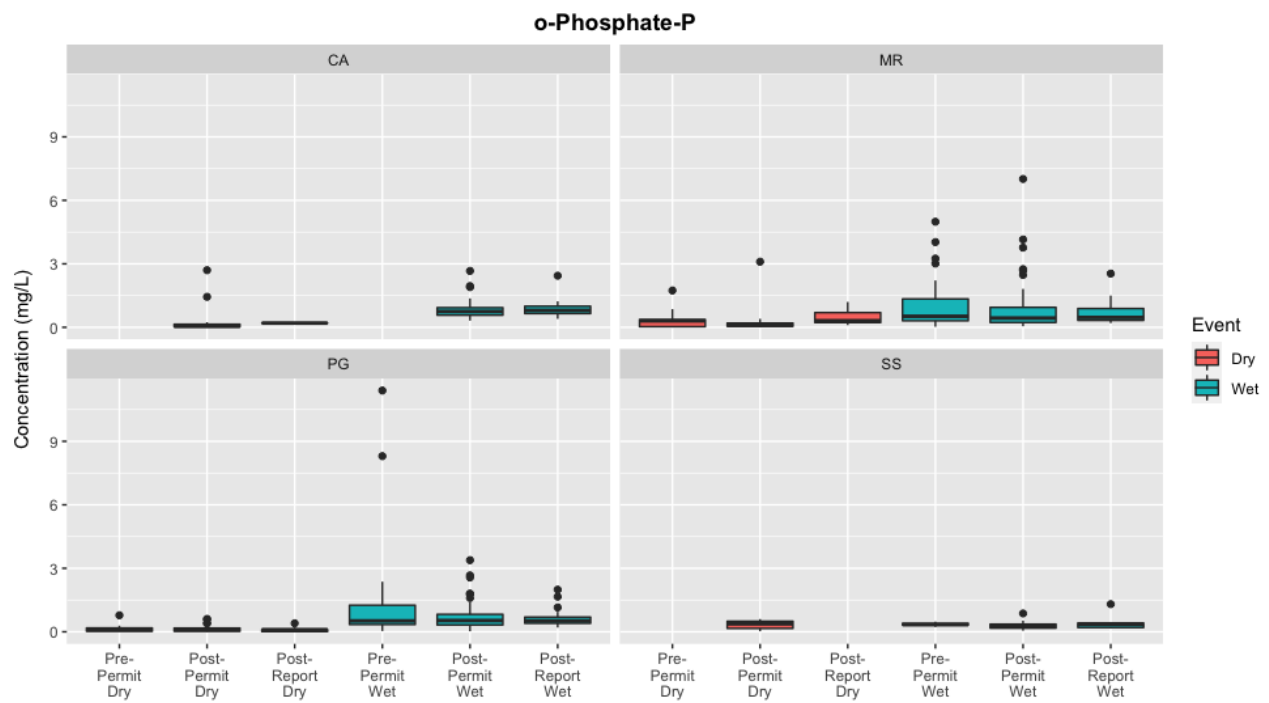 o-Phosphate-P
CA
MR
9
6
3
0
Concentration (mg/L)
PG
SS
9
6
3
0
Pre-
Permit
Dry
Post-
Permit
Dry
Post-
Report
Dry
Pre-
Permit
Wet
Post-
Permit
Wet
Post-
Report
Wet
Pre-
Permit
Dry
Post-
Permit
Dry
Post-
Report
Dry
Pre-
Permit
Wet
Post-
Permit
Wet
Post-
Report
Wet
Event
Dry
Wet